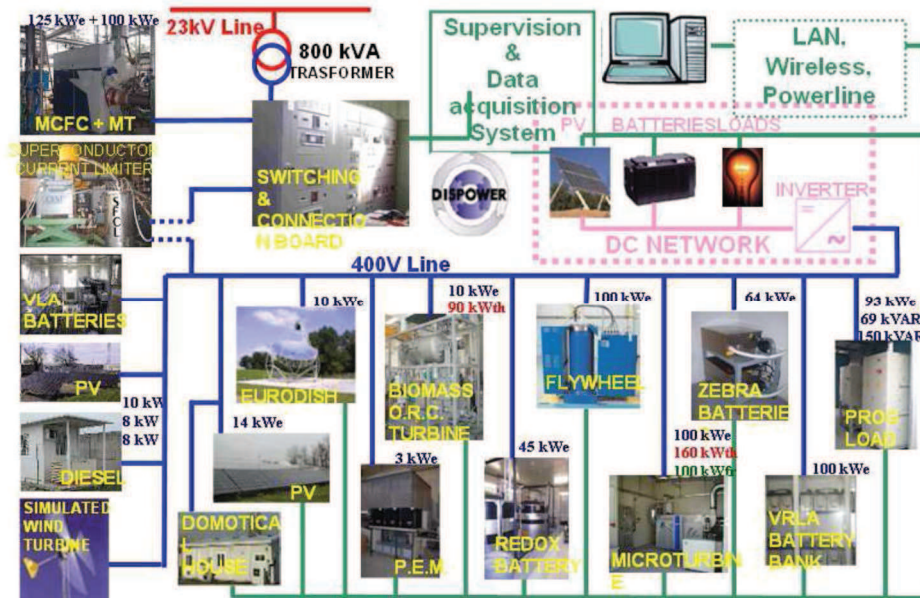 125 kWe + 100 kWe
23kV Line
800 kVA
TRASFORMER
MCFC + MT
Supervision
&
Data
acquisition
System
LAN,
Wireless,
Powerline
SUPERCONDUCTOR
CURRENT LIMITER
SFCL
SWITCHING
&
CONNECTIO
N BOARD
DISPOWER
PV
BATTERIES
LOADS
INVERTER
DC NETWORK
400V Line
VLA
BATTERIES
PV
10 kW
8 kW
8 kW
DIESEL
SIMULATED
WIND
TURBINE
10 kWe
EURODISH
14 kWe
PV
DOMOTICAL
HOUSE
3 kWe
P.E.M.
10 kWe
90 kWth
BIOMASS
O.R.C.
TURBINE
45 kWe
REDOX
BATTERY
100 kWe
FLYWHEEL
100 kWe
160 kWth
MICROTURBIN
E
64 kWe
ZEBRA
BATTERIE
100 kWe
VRLA
BATTERY
BANK
93 kWe
69 kVAR
150 kVAR
LOAD